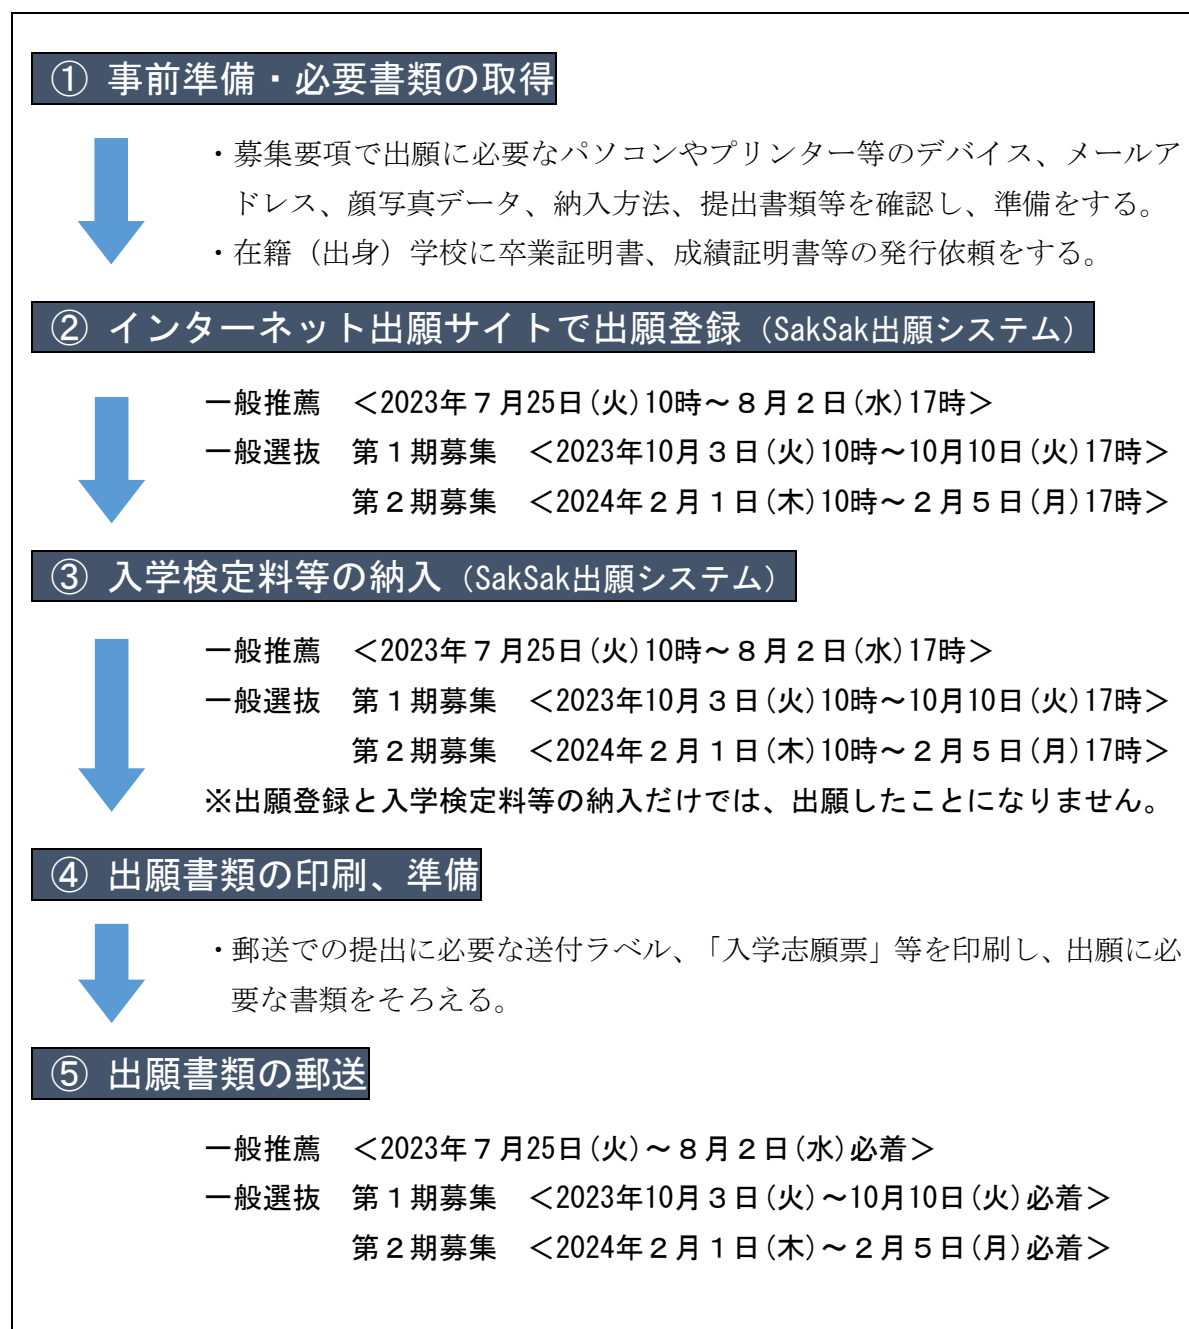 ① 事前準備・必要書類の取得
・募集要項で出願に必要なパソコンやプリンター等のデバイス、メールア
ドレス、顔写真データ、納入方法、提出書類等を確認し、準備をする。
・在籍（出身）学校に卒業証明書、成績証明書等の発行依頼をする。
② インターネット出願サイトで出願登録（SakSak出願システム）
一般推薦　＜2023年７月25日(火)10時～８月２日(水)17時＞
一般選抜　第１期募集　＜2023年10月３日(火)10時～10月10日(火)17時＞
第２期募集　＜2024年２月１日(木)10時～２月５日(月)17時＞
③ 入学検定料等の納入（SakSak出願システム）
一般推薦　＜2023年７月25日(火)10時～８月２日(水)17時＞
一般選抜　第１期募集　＜2023年10月３日(火)10時～10月10日(火)17時＞
第２期募集　＜2024年２月１日(木)10時～２月５日(月)17時＞
※出願登録と入学検定料等の納入だけでは、出願したことになりません。
④ 出願書類の印刷、準備
・郵送での提出に必要な送付ラベル、「入学志願票」等を印刷し、出願に必
要な書類をそろえる。
⑤ 出願書類の郵送
一般推薦　＜2023年７月25日(火)～８月２日(水)必着＞
一般選抜　第１期募集　＜2023年10月３日(火)～10月10日(火)必着＞
第２期募集　＜2024年２月１日(木)～２月５日(月)必着＞